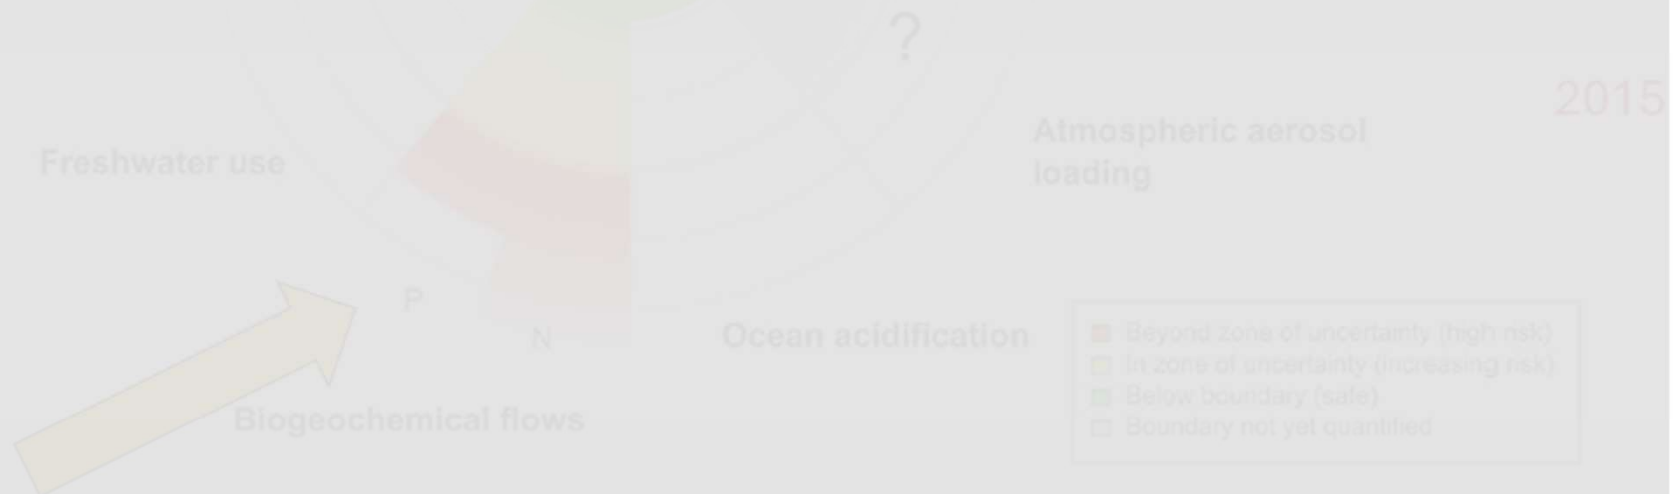 ?
2015
Atmospheric aerosol
loading
Freshwater use
P
N
Ocean acidification
Biogeochemical flows
Beyond zone of uncertainty (high risk)
In zone of uncertainty (increasing risk)
Below boundary (safe)
Boundary not yet quantified